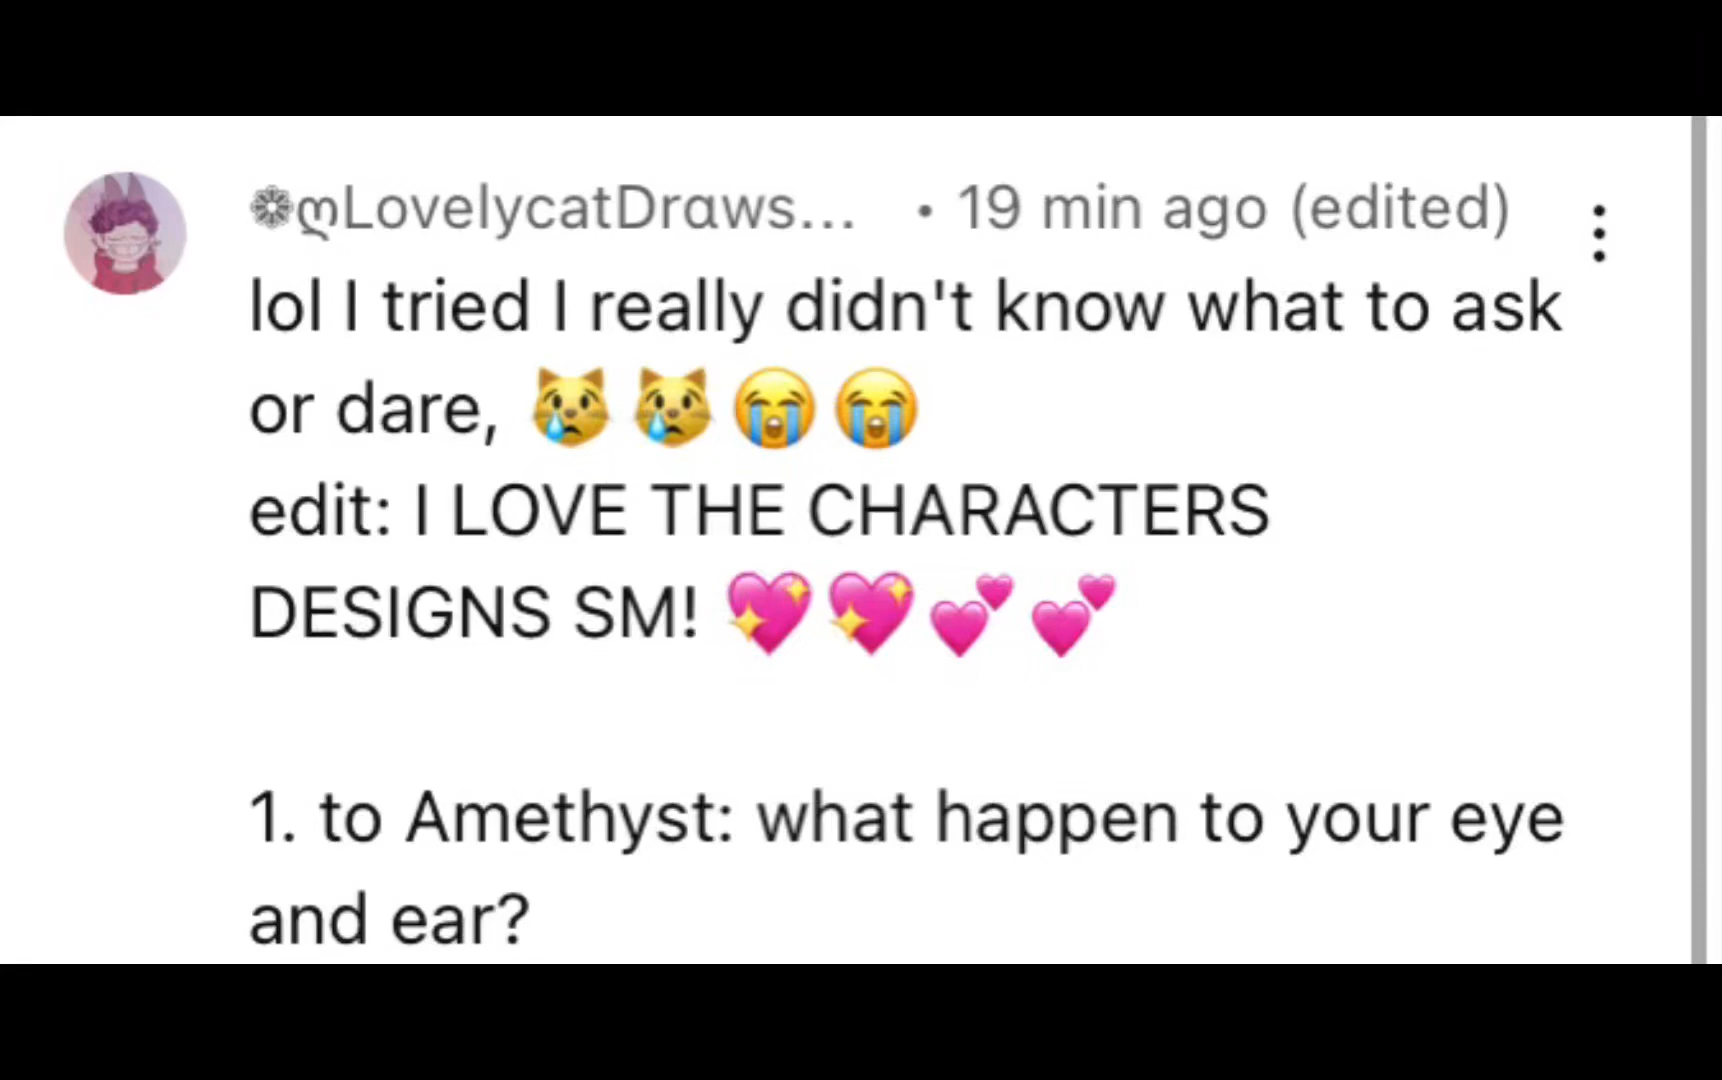 ❁ღLovelycatDrɑws... • 19 min ago (edited)
lol I tried I really didn't know what to ask
or dare, 😿😿😭😭
edit: I LOVE THE CHARACTERS
DESIGNS SM! 💖💖💕💕
1. to Amethyst: what happen to your eye
and ear?